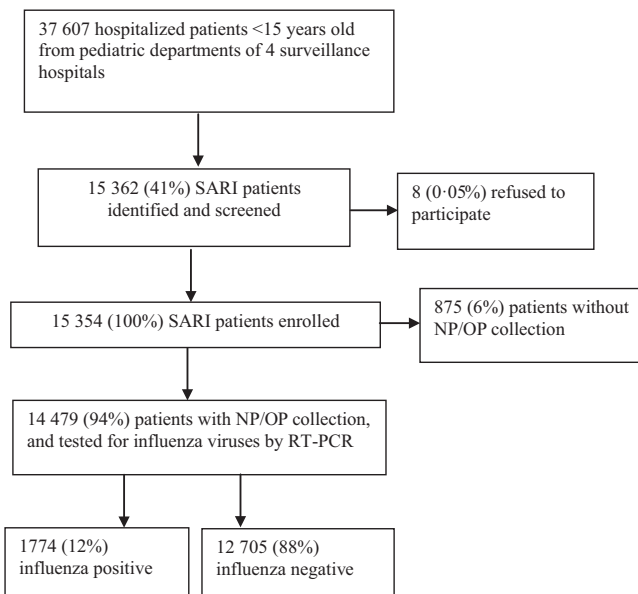 37 607 hospitalized patients <15 years old
from pediatric departments of 4 surveillance
hospitals
15 362 (41%) SARI patients
identified and screened
8 (0·05%) refused to
participate
15 354 (100%) SARI patients enrolled
875 (6%) patients without
NP/OP collection
14 479 (94%) patients with NP/OP collection,
and tested for influenza viruses by RT-PCR
1774 (12%)
influenza positive
12 705 (88%)
influenza negative